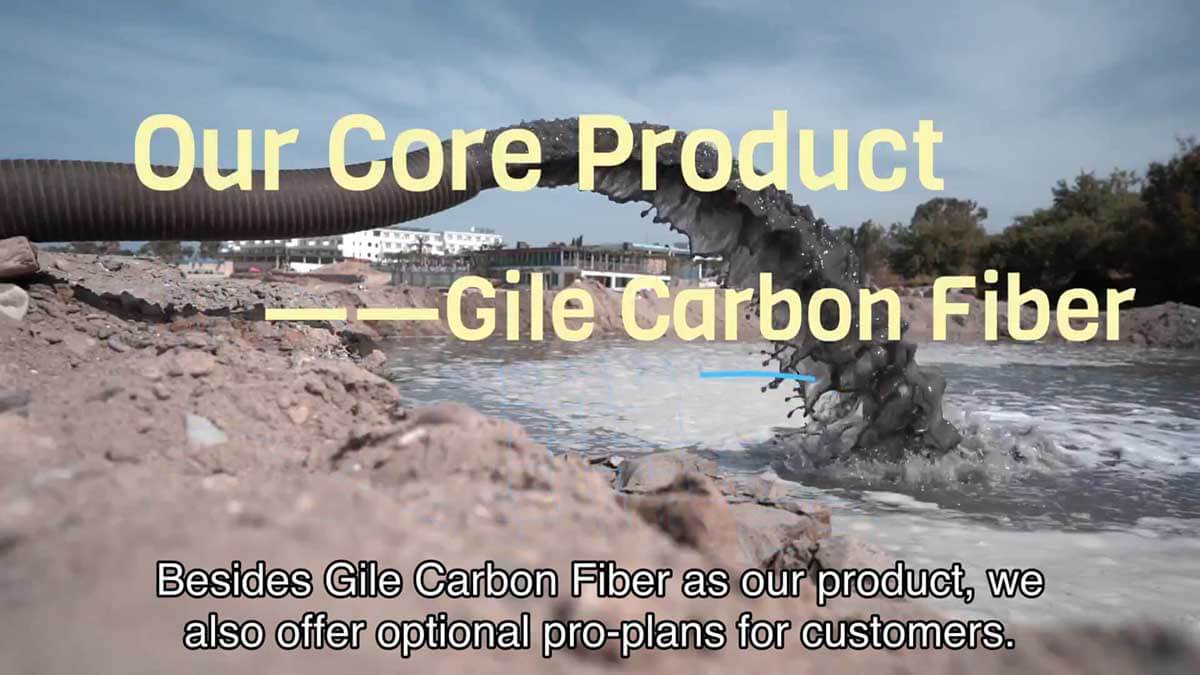 Our Core Product
——Gile Carbon Fiber
Besides Gile Carbon Fiber as our product, we
also offer optional pro-plans for customers.